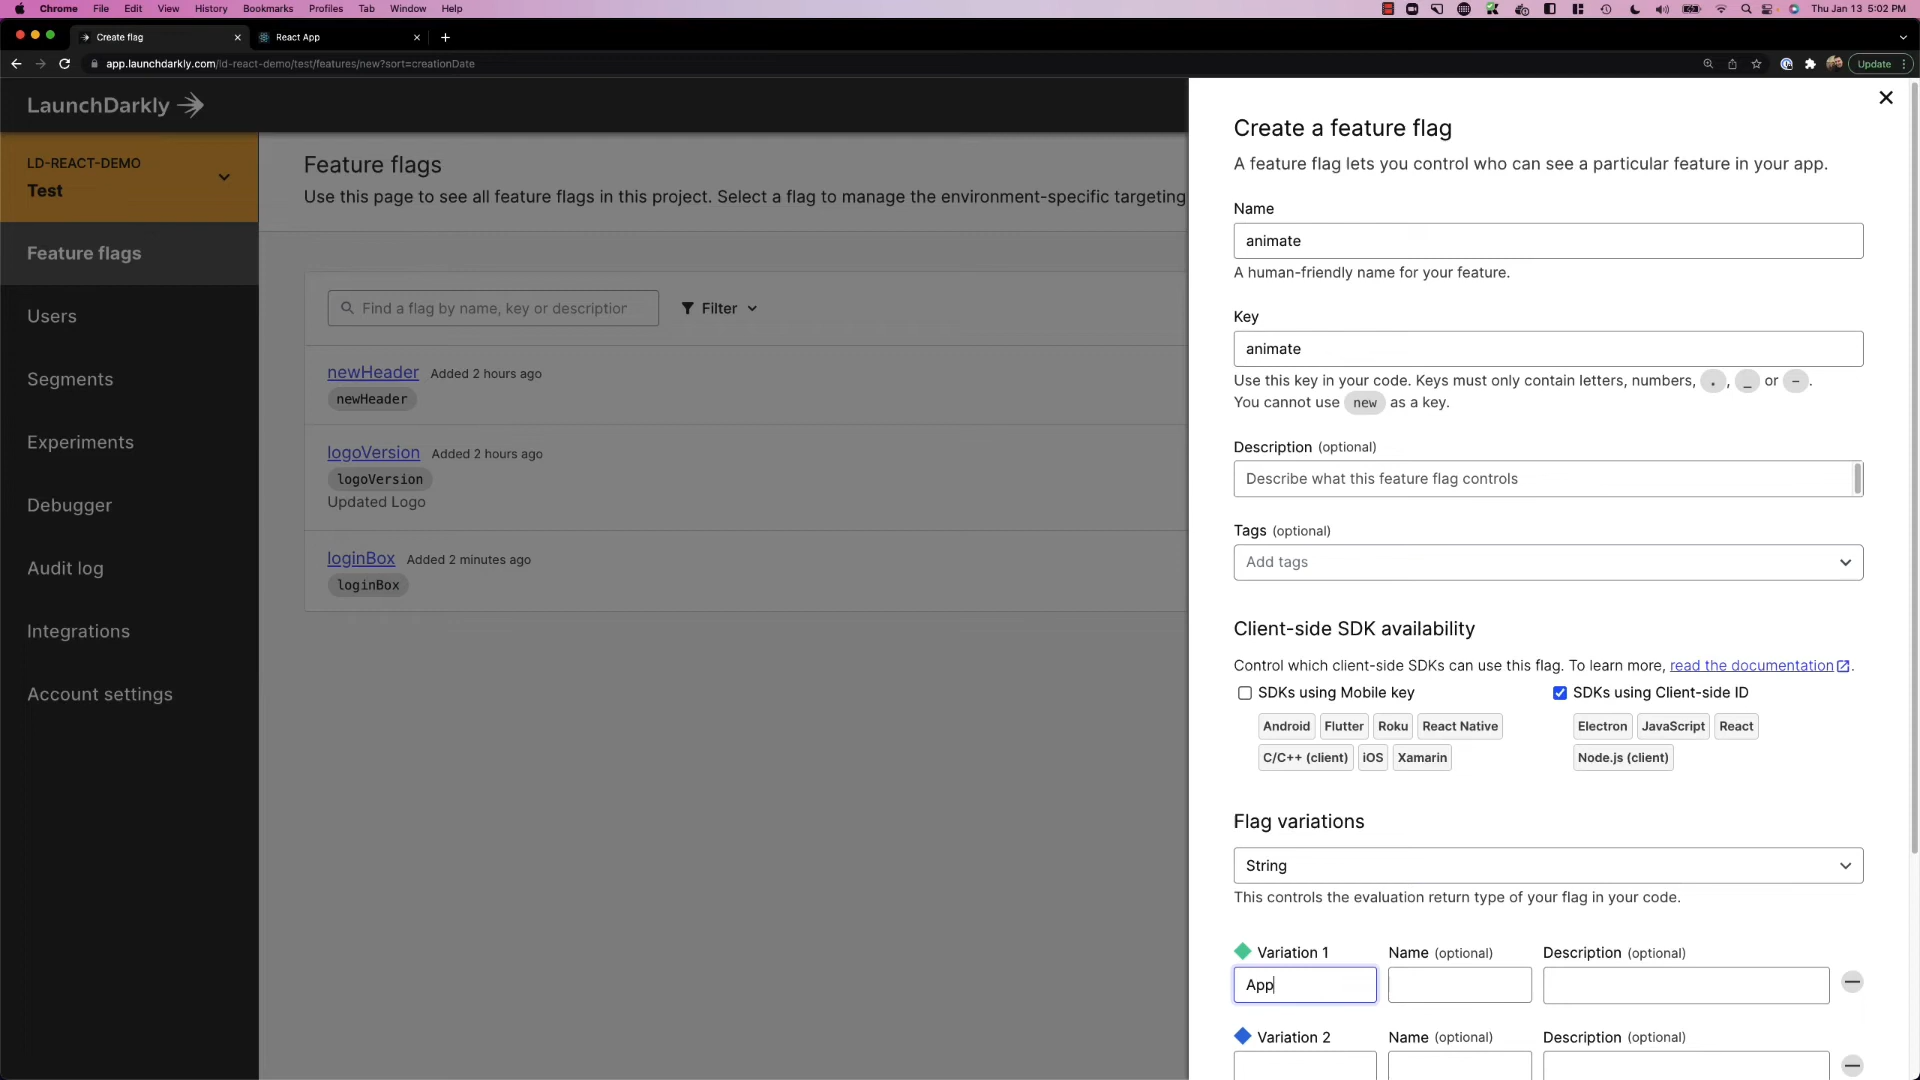 Chrome File Edit View History Bookmarks Profiles Tab Window Help
Thu Jan 13 5:02 PM
Create flag
React App
app.launchdarkly.com/ld-react-demo/test/features/new?sort=creationDate
Update
LaunchDarkly
LD-REACT-DEMO
Test
Feature flags
Users
Segments
Experiments
Debugger
Audit log
Integrations
Account settings
Feature flags
Use this page to see all feature flags in this project. Select a flag to manage the environment-specific targeting
Find a flag by name, key or description
Filter
newHeader Added 2 hours ago
newHeader
logoVersion Added 2 hours ago
logoVersion
Updated Logo
loginBox Added 2 minutes ago
loginBox
Create a feature flag
A feature flag lets you control who can see a particular feature in your app.
Name
animate
A human-friendly name for your feature.
Key
animate
Use this key in your code. Keys must only contain letters, numbers, . , _ or - .
You cannot use new as a key.
Description (optional)
Describe what this feature flag controls
Tags (optional)
Add tags
Client-side SDK availability
Control which client-side SDKs can use this flag. To learn more, read the documentation.
SDKs using Mobile key
Android Flutter Roku React Native
C/C++ (client) iOS Xamarin
SDKs using Client-side ID
Electron JavaScript React
Node.js (client)
Flag variations
String
This controls the evaluation return type of your flag in your code.
Variation 1 Name (optional) Description (optional)
App
Variation 2 Name (optional) Description (optional)